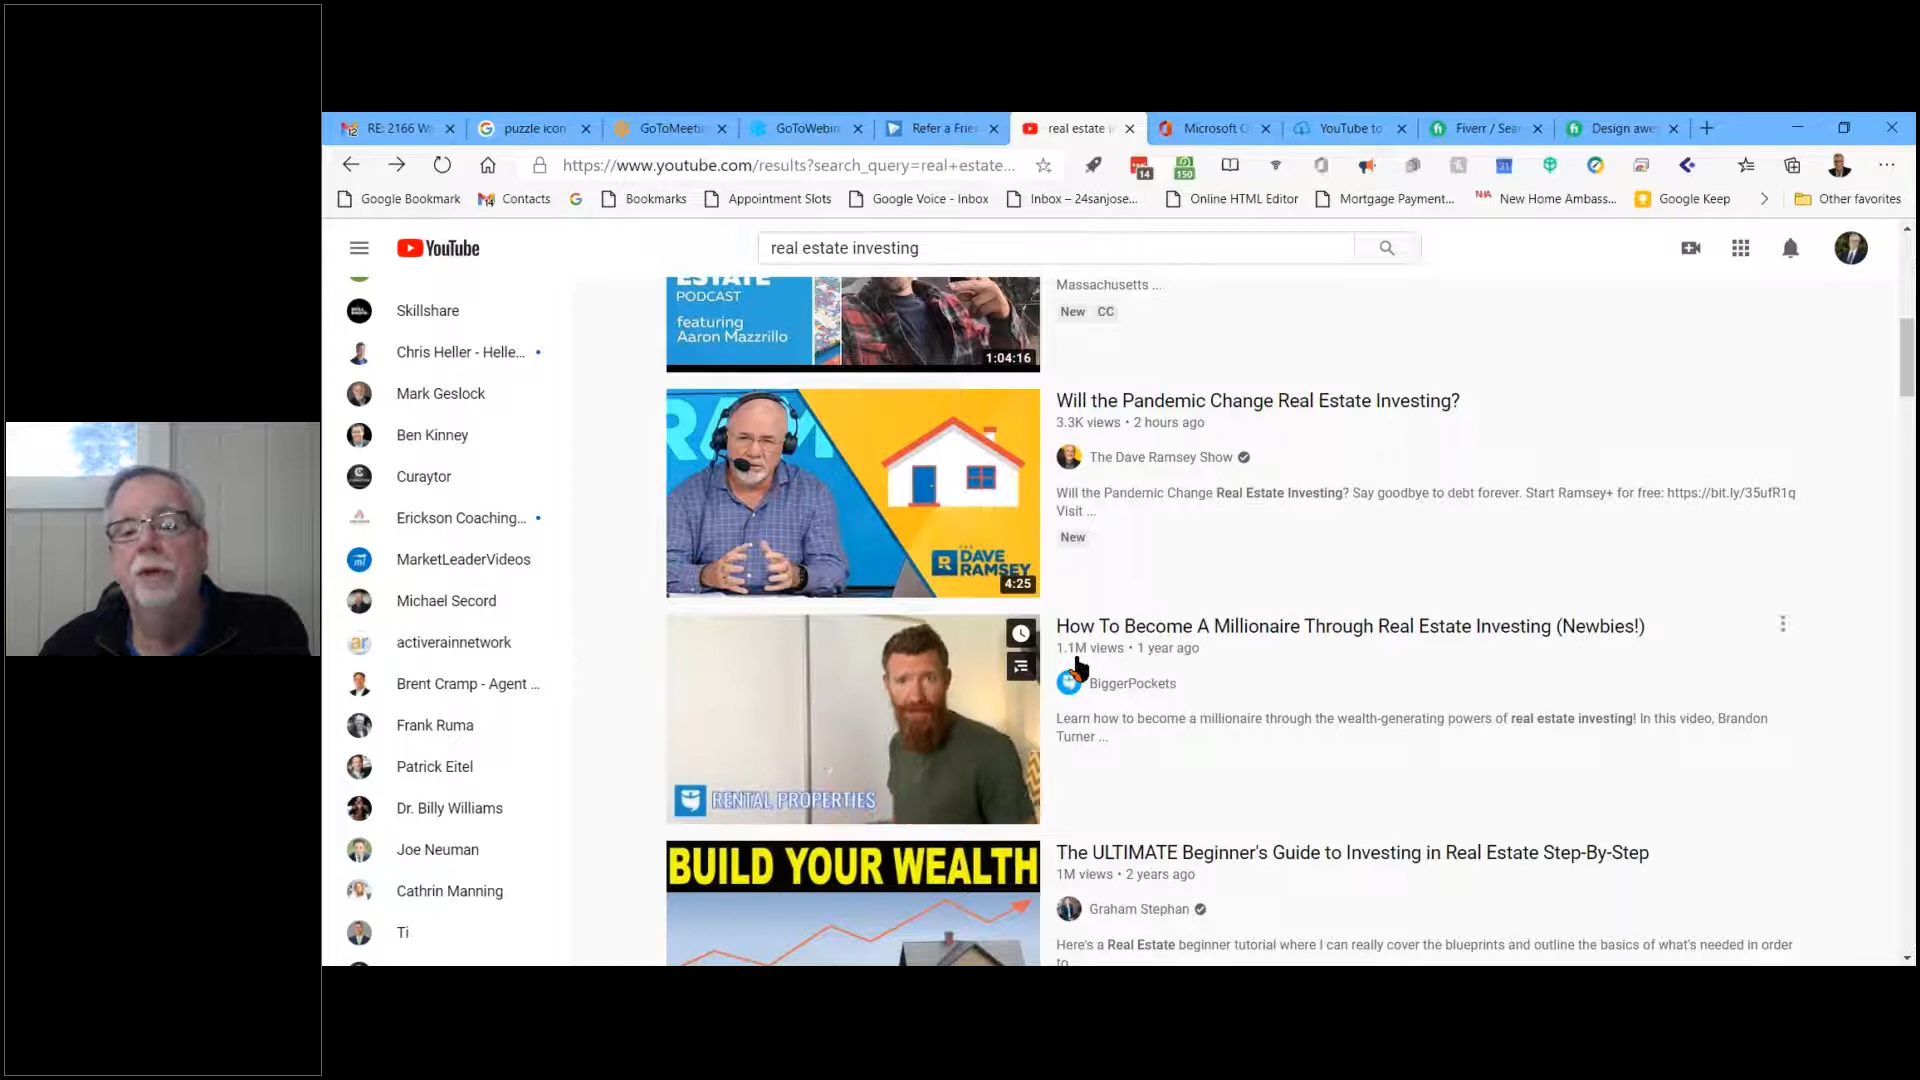 RE: 2166 W
puzzle icon
GoToMeeti
GoToWebin
Refer a Frie
real estate i
Microsoft
YouTube to
Fiverr / Sea
Design awe
https://www.youtube.com/results?search_query=real+estate...
14
150
31
Google Bookmark
Contacts
Bookmarks
Appointment Slots
Google Voice - Inbox
Inbox – 24sanjose...
Online HTML Editor
Mortgage Payment...
NHA
New Home Ambass...
Google Keep
Other favorites
YouTube
real estate investing
Skillshare
Chris Heller - Helle...
Mark Geslock
Ben Kinney
Curaytor
Erickson Coaching...
MarketLeaderVideos
Michael Secord
activerainnetwork
Brent Cramp - Agent ...
Frank Ruma
Patrick Eitel
Dr. Billy Williams
Joe Neuman
Cathrin Manning
Ti
ESTATE
PODCAST
featuring
Aaron Mazzrillo
1:04:16
Massachusetts ...
New CC
DAVE
RAMSEY
4:25
Will the Pandemic Change Real Estate Investing?
3.3K views • 2 hours ago
The Dave Ramsey Show
Will the Pandemic Change Real Estate Investing? Say goodbye to debt forever. Start Ramsey+ for free: https://bit.ly/35ufR1q
Visit ...
New
RENTAL PROPERTIES
How To Become A Millionaire Through Real Estate Investing (Newbies!)
1.1M views • 1 year ago
BiggerPockets
Learn how to become a millionaire through the wealth-generating powers of real estate investing! In this video, Brandon
Turner ...
BUILD YOUR WEALTH
The ULTIMATE Beginner's Guide to Investing in Real Estate Step-By-Step
1M views • 2 years ago
Graham Stephan
Here's a Real Estate beginner tutorial where I can really cover the blueprints and outline the basics of what's needed in order
to